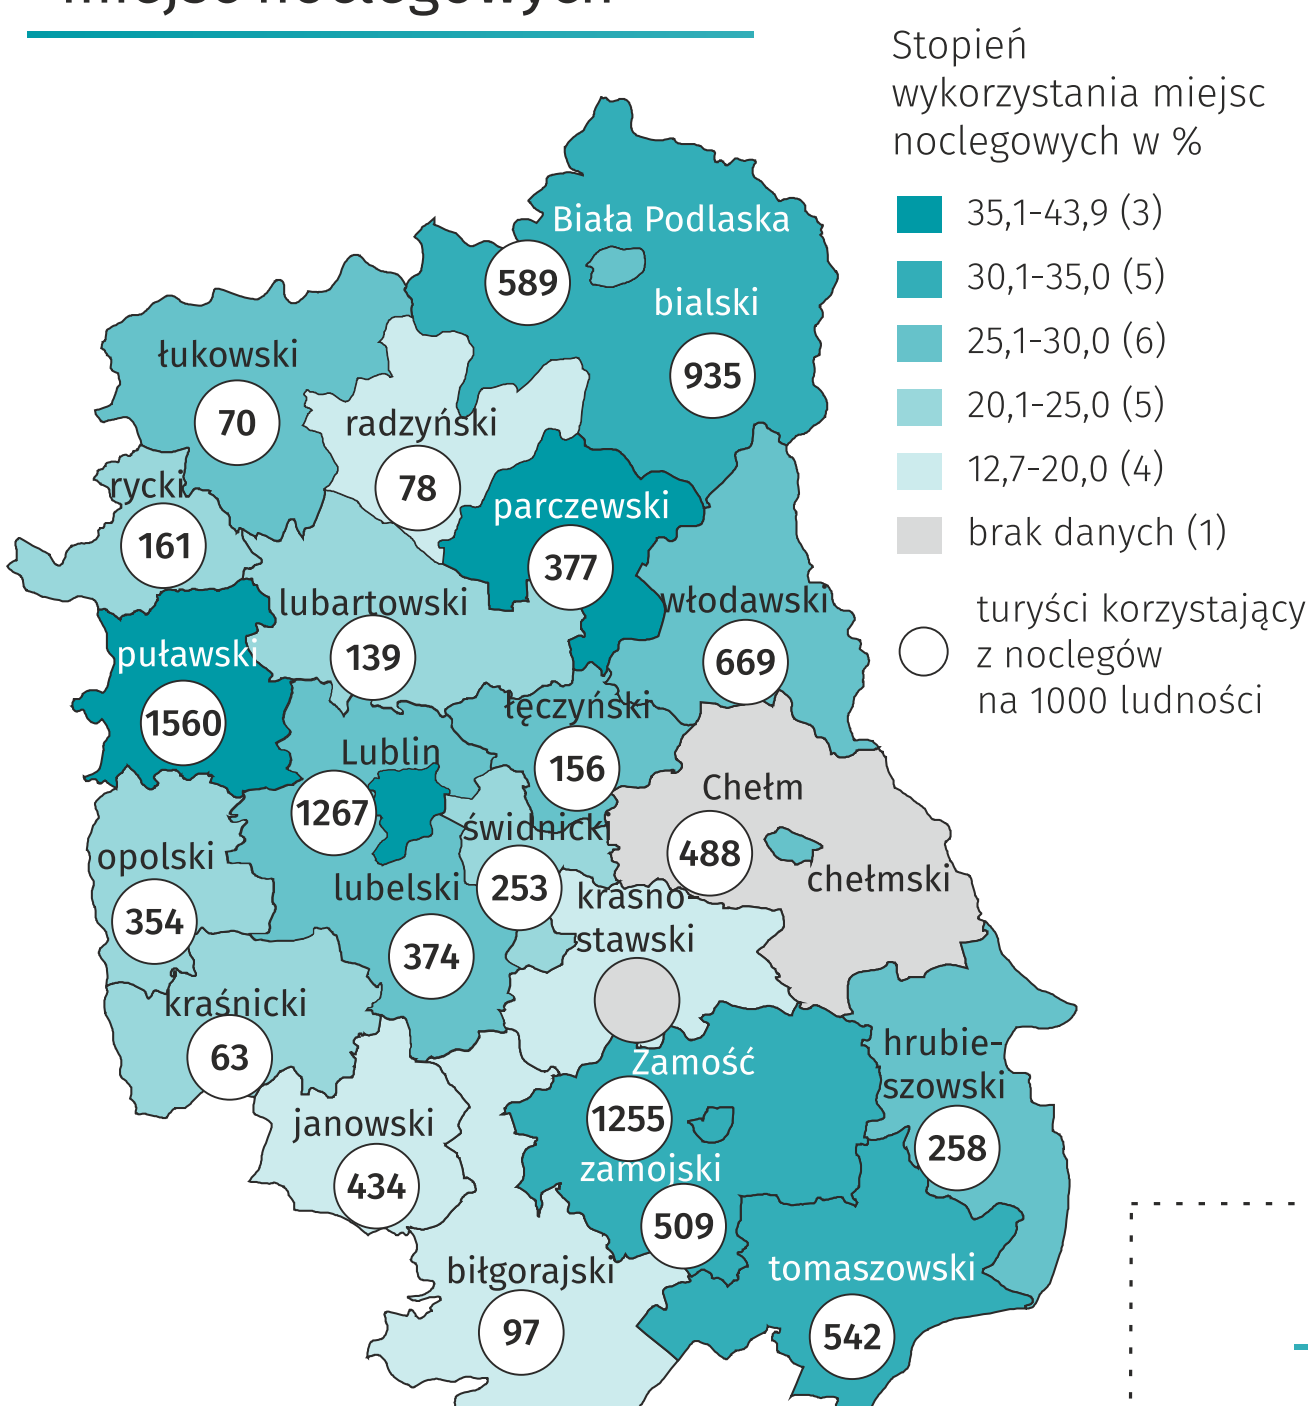 miejsc noclegowych
Stopień
wykorzystania miejsc
noclegowych w %
35,1-43,9 (3)
30,1-35,0 (5)
25,1-30,0 (6)
20,1-25,0 (5)
12,7-20,0 (4)
brak danych (1)
turyści korzystający
z noclegów
na 1000 ludności
Biała Podlaska
589
bialski
935
łukowski
70
radzyński
78
rycki
161
parczewski
377
lubartowski
139
włodawski
669
puławski
1560
łęczyński
156
Lublin
1267
Chełm
488
chełmski
świdnicki
253
opolski
354
lubelski
374
krasno-
stawski
kraśnicki
63
hrubie-
szowski
258
Zamość
1255
zamojski
509
janowski
434
biłgorajski
97
tomaszowski
542